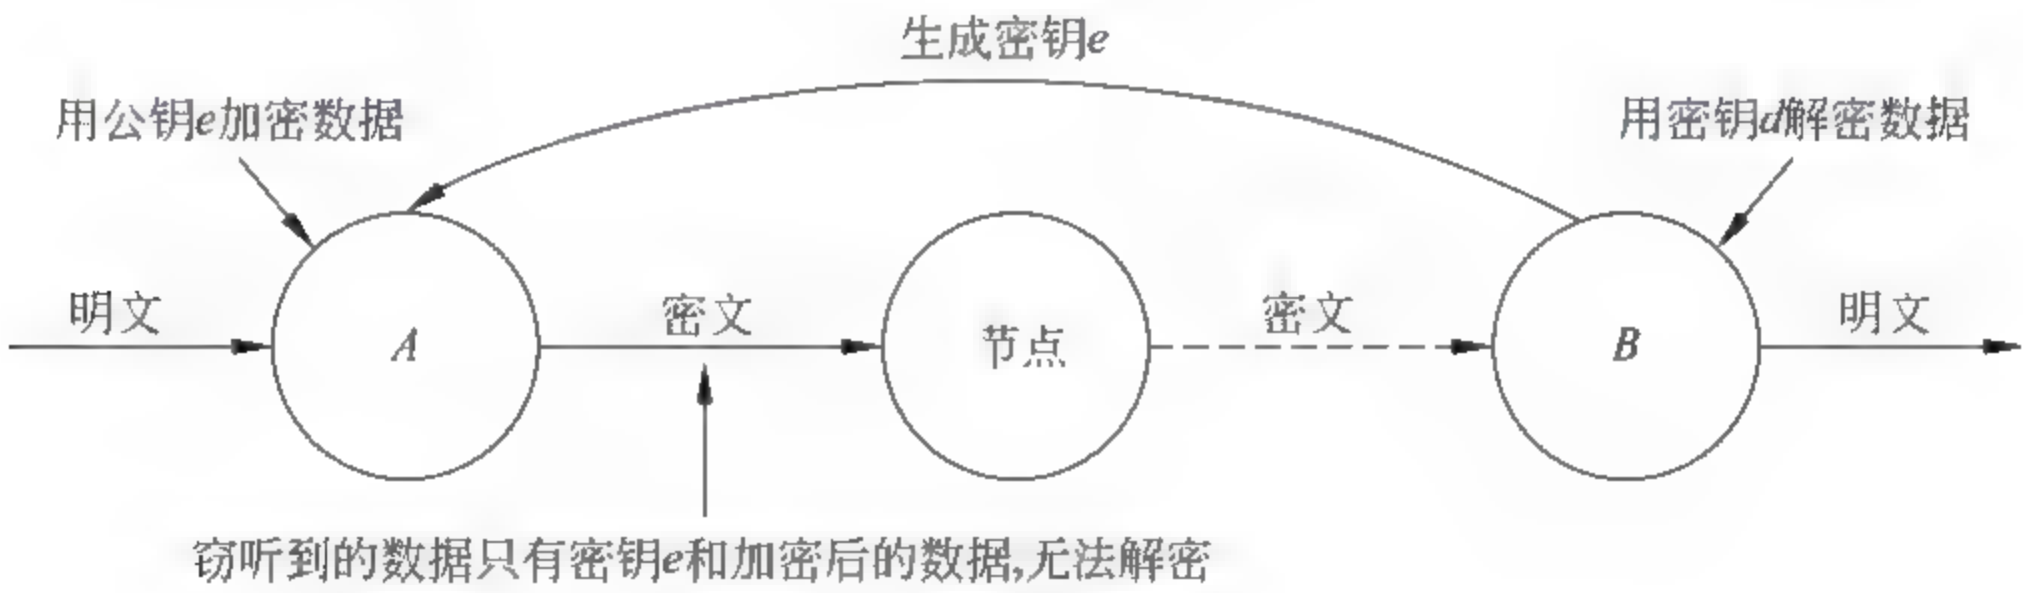 生成密钥e
用公钥e加密数据
用密钥d解密数据
明文
密文
密文
明文
A
节点
B
窃听到的数据只有密钥e和加密后的数据,无法解密